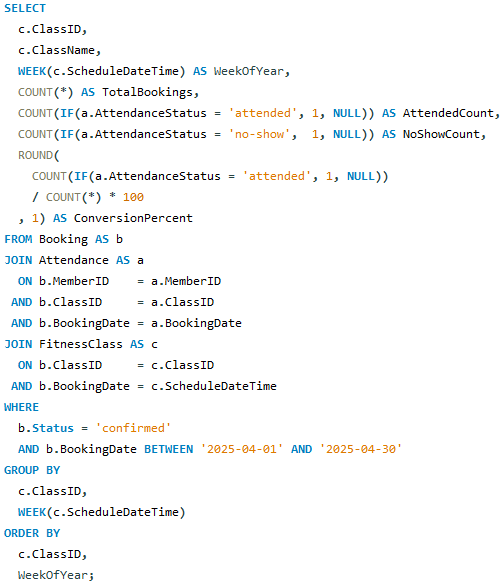 SELECT
  c.ClassID,
  c.ClassName,
  WEEK(c.ScheduleDateTime) AS WeekOfYear,
  COUNT(*) AS TotalBookings,
  COUNT(IF(a.AttendanceStatus = 'attended', 1, NULL)) AS AttendedCount,
  COUNT(IF(a.AttendanceStatus = 'no-show',  1, NULL)) AS NoShowCount,
  ROUND(
    COUNT(IF(a.AttendanceStatus = 'attended', 1, NULL))
    / COUNT(*) * 100
  , 1) AS ConversionPercent
FROM Booking AS b
JOIN Attendance AS a
  ON b.MemberID    = a.MemberID
 AND b.ClassID     = a.ClassID
 AND b.BookingDate = a.BookingDate
JOIN FitnessClass AS c
  ON b.ClassID     = c.ClassID
 AND b.BookingDate = c.ScheduleDateTime
WHERE
  b.Status = 'confirmed'
  AND b.BookingDate BETWEEN '2025-04-01' AND '2025-04-30'
GROUP BY
  c.ClassID,
  WEEK(c.ScheduleDateTime)
ORDER BY
  c.ClassID,
  WeekOfYear;